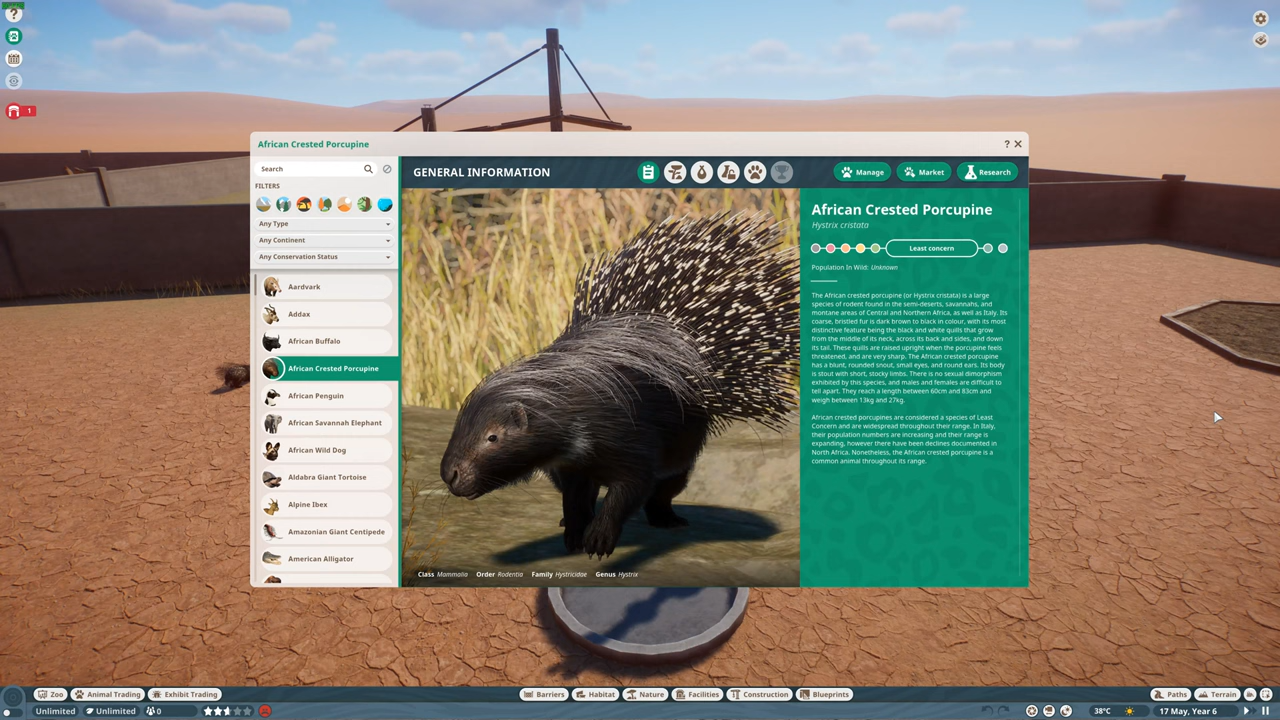 ?
1
African Crested Porcupine
?
Search
FILTERS
Any Type
Any Continent
Any Conservation Status
Aardvark
Addax
African Buffalo
African Crested Porcupine
African Penguin
African Savannah Elephant
African Wild Dog
Aldabra Giant Tortoise
Alpine Ibex
Amazonian Giant Centipede
American Alligator
GENERAL INFORMATION
Manage
Market
Research
Class Mammalia Order Rodentia Family Hystricidae Genus Hystrix
African Crested Porcupine
Hystrix cristata
Least concern
Population In Wild: Unknown
The African crested porcupine (or Hystrix cristata) is a large
species of rodent found in the semi-deserts, savannahs, and
montane areas of Central and Northern Africa, as well as Italy. Its
coarse, bristled fur is dark brown to black in colour, with its most
distinctive feature being the black and white quills that grow
from the middle of its neck, across its back and sides, and down
its tail. These quills are raised upright when the porcupine feels
threatened, and are very sharp. The African crested porcupine
has a blunt, rounded snout, small eyes, and round ears. Its body
is stout with short, stocky limbs. There is no sexual dimorphism
exhibited by this species, and males and females are difficult to
tell apart. They reach a length between 60cm and 83cm and
weigh between 13kg and 27kg.
African crested porcupines are considered a species of Least
Concern and are widespread throughout their range. In Italy,
their population numbers are increasing and their range is
expanding, however there have been declines documented in
North Africa. Nonetheless, the African crested porcupine is a
common animal throughout its range.
Zoo
Animal Trading
Exhibit Trading
Barriers
Habitat
Nature
Facilities
Construction
Blueprints
Paths
Terrain
Unlimited
Unlimited
0
38°C
17 May, Year 6